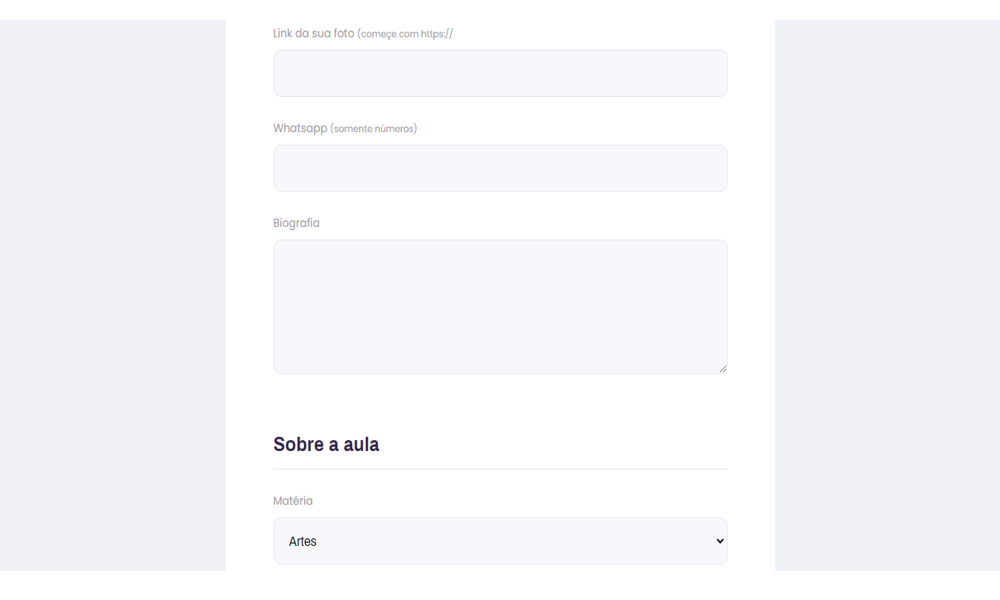 Link da sua foto (começe com https://
Whatsapp (somente números)
Biografia
Sobre a aula
Matéria
Artes